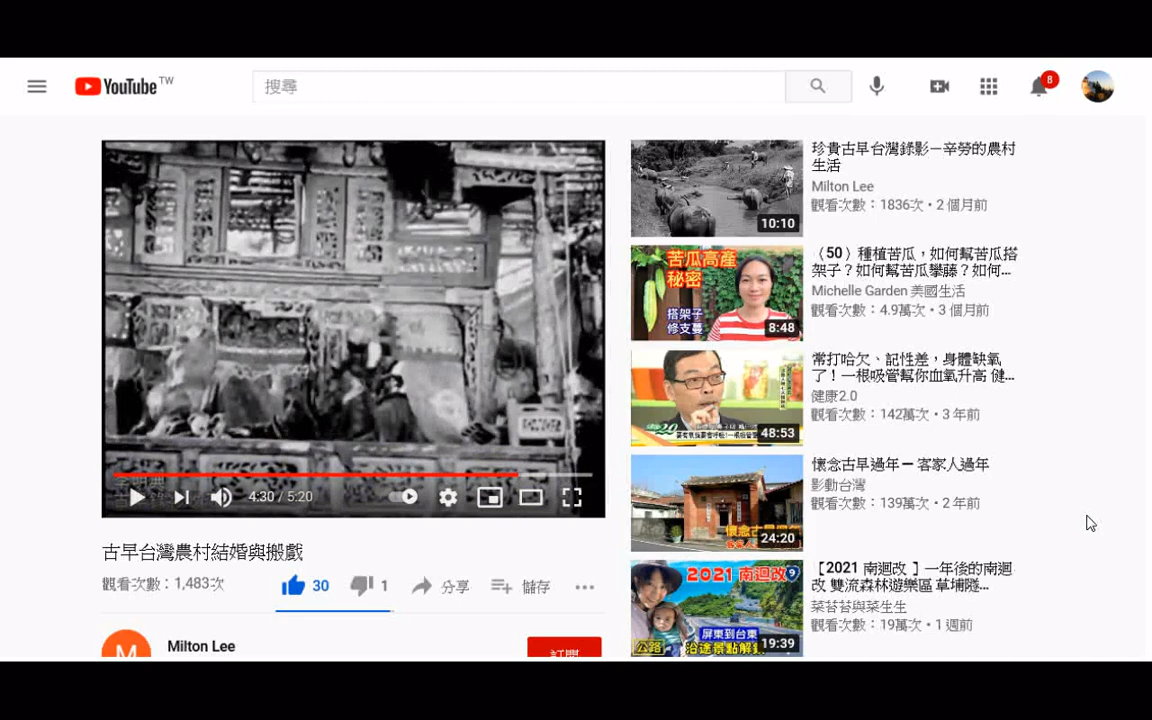 YouTube TW
搜尋
8
4:30 / 5:20
古早台灣農村結婚與搬戲
觀看次數：1,483次
30
1
分享
儲存
Milton Lee
訂閱
珍貴古早台灣錄影－辛勞的農村
生活
Milton Lee
觀看次數：1836次・2 個月前
10:10
苦瓜高產
秘密
搭架子
修支蔓
8:48
（50）種植苦瓜，如何幫苦瓜搭
架子？如何幫苦瓜攀藤？如何...
Michelle Garden 美國生活
觀看次數：4.9萬次・3 個月前
48:53
常打哈欠、記性差，身體缺氧
了！一根吸管幫你血氧升高 健...
健康2.0
觀看次數：142萬次・3 年前
24:20
懷念古早過年 ━ 客家人過年
影動台灣
觀看次數：139萬次・2 年前
2021 南迴改 9
屏東到台東
公路
沿途景點解鎖
19:39
【2021 南迴改 】一年後的南迴
改 雙流森林遊樂區 草埔隧...
菜苔苔與菜生生
觀看次數：19萬次・1 週前